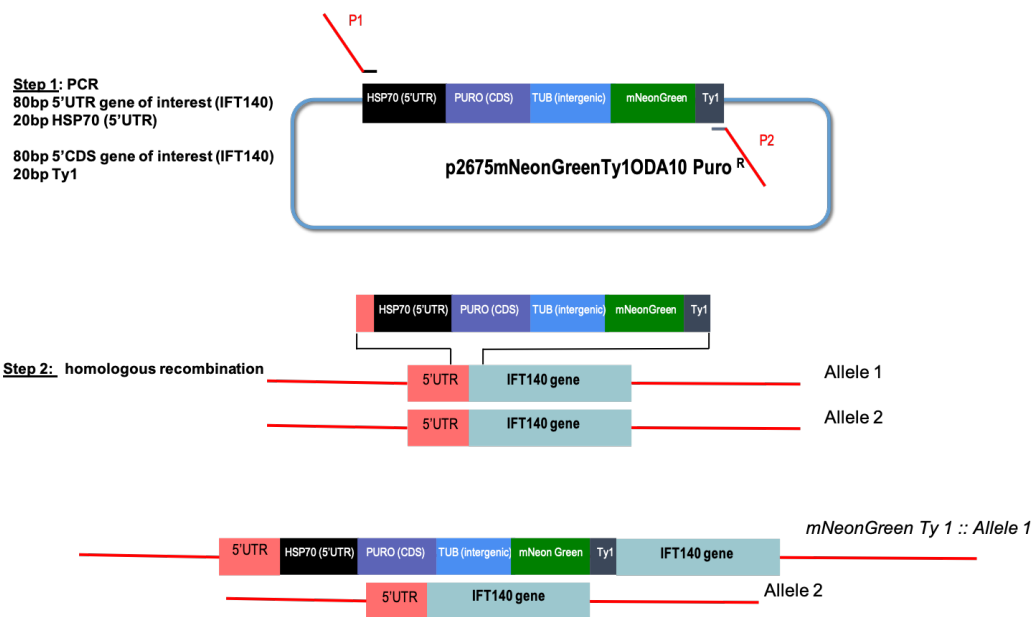 P1
Step 1: PCR
80bp 5'UTR gene of interest (IFT140)
20bp HSP70 (5'UTR)
80bp 5'CDS gene of interest (IFT140)
20bp Ty1
HSP70 (5'UTR) PURO (CDS) TUB (intergenic) mNeonGreen Ty1
P2
p2675mNeonGreenTy1ODA10 Puro R
HSP70 (5'UTR) PURO (CDS) TUB (intergenic) mNeonGreen Ty1
Step 2: homologous recombination
5'UTR IFT140 gene Allele 1
5'UTR IFT140 gene Allele 2
mNeonGreen Ty 1 :: Allele 1
5'UTR HSP70 (5'UTR) PURO (CDS) TUB (intergenic) mNeon Green Ty1 IFT140 gene
5'UTR IFT140 gene Allele 2